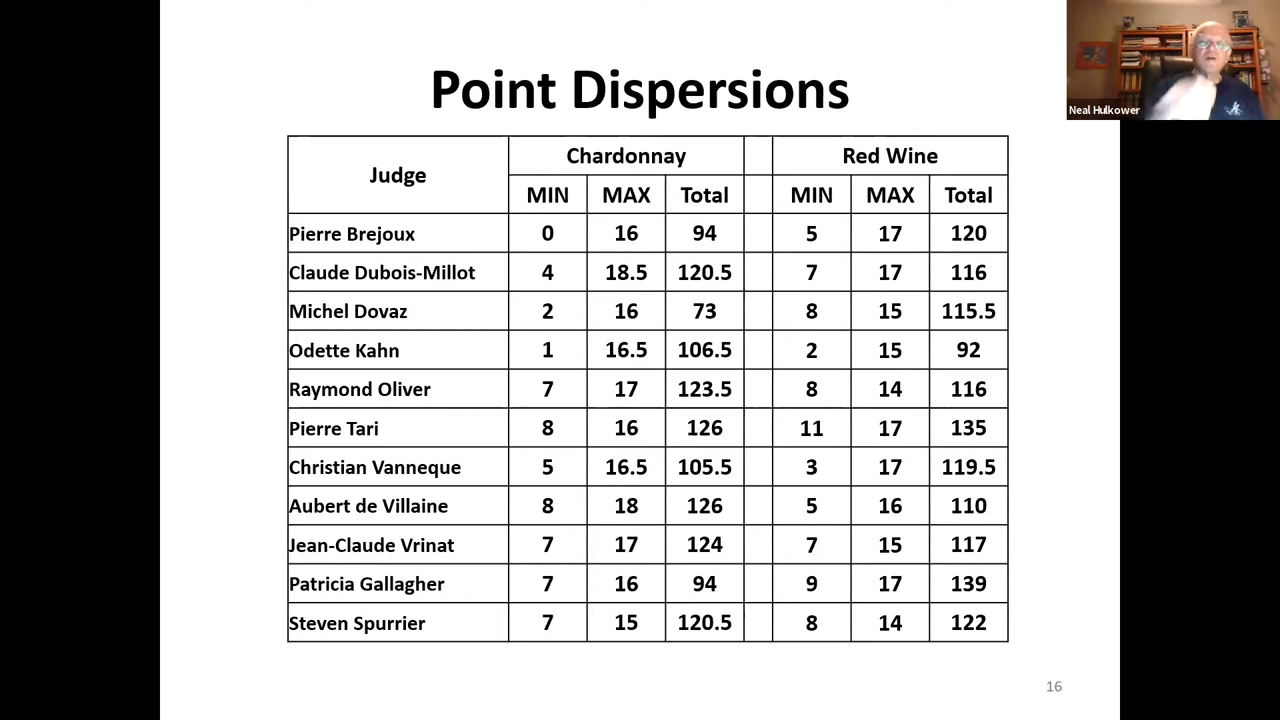 Point Dispersions
Neal Hulkower
Judge Chardonnay Red Wine
MIN MAX Total MIN MAX Total
Pierre Brejoux 0 16 94 5 17 120
Claude Dubois-Millot 4 18.5 120.5 7 17 116
Michel Dovaz 2 16 73 8 15 115.5
Odette Kahn 1 16.5 106.5 2 15 92
Raymond Oliver 7 17 123.5 8 14 116
Pierre Tari 8 16 126 11 17 135
Christian Vanneque 5 16.5 105.5 3 17 119.5
Aubert de Villaine 8 18 126 5 16 110
Jean-Claude Vrinat 7 17 124 7 15 117
Patricia Gallagher 7 16 94 9 17 139
Steven Spurrier 7 15 120.5 8 14 122
16